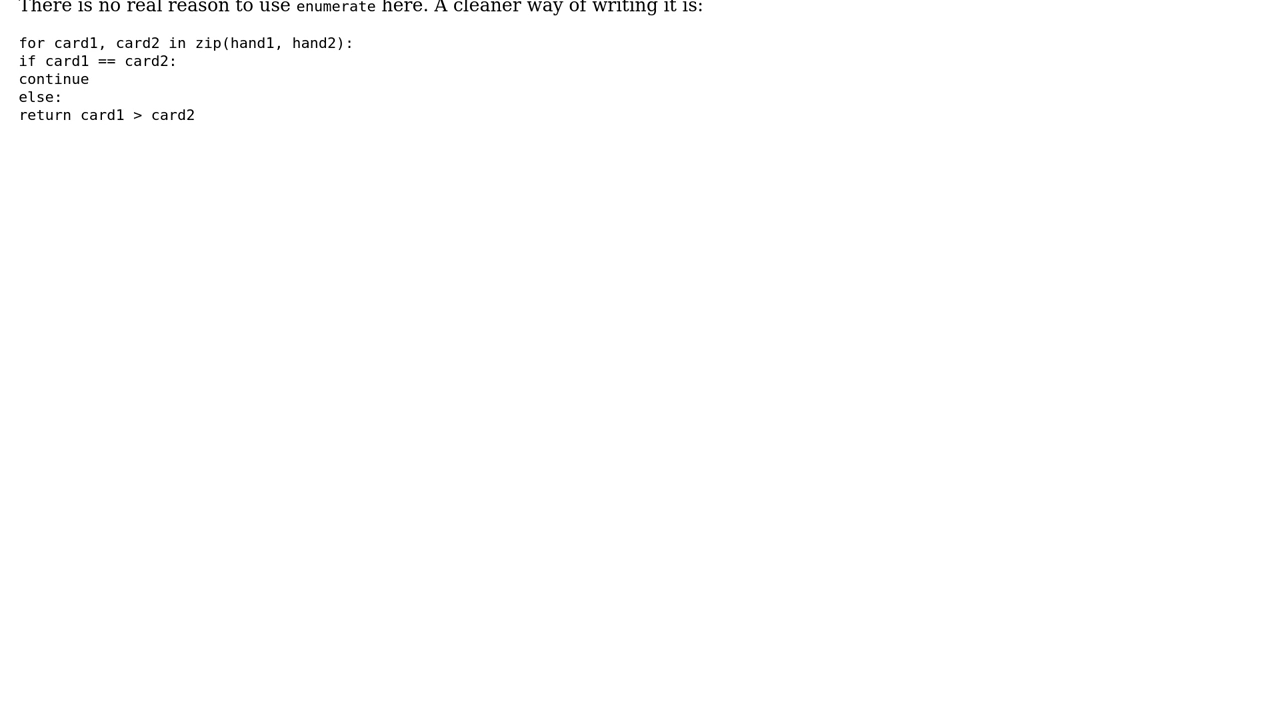 There is no real reason to use enumerate here. A cleaner way of writing it is:
for card1, card2 in zip(hand1, hand2):
if card1 == card2:
continue
else:
return card1 > card2